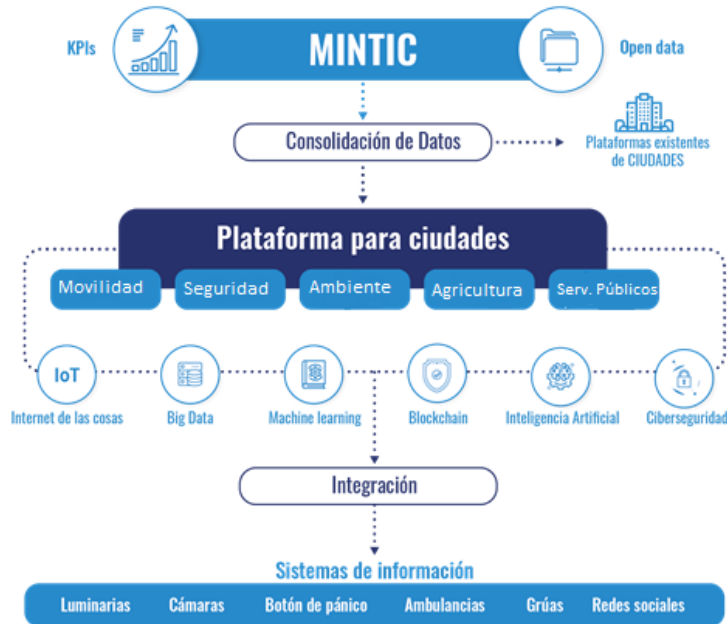 KPIs
MINTIC
Open data
Consolidación de Datos
Plataformas existentes
de CIUDADES
Plataforma para ciudades
Movilidad
Seguridad
Ambiente
Agricultura
Serv. Públicos
IoT
Internet de las cosas
Big Data
Machine learning
Blockchain
Inteligencia Artificial
Ciberseguridad
Integración
Sistemas de información
Luminarias
Cámaras
Botón de pánico
Ambulancias
Grúas
Redes sociales